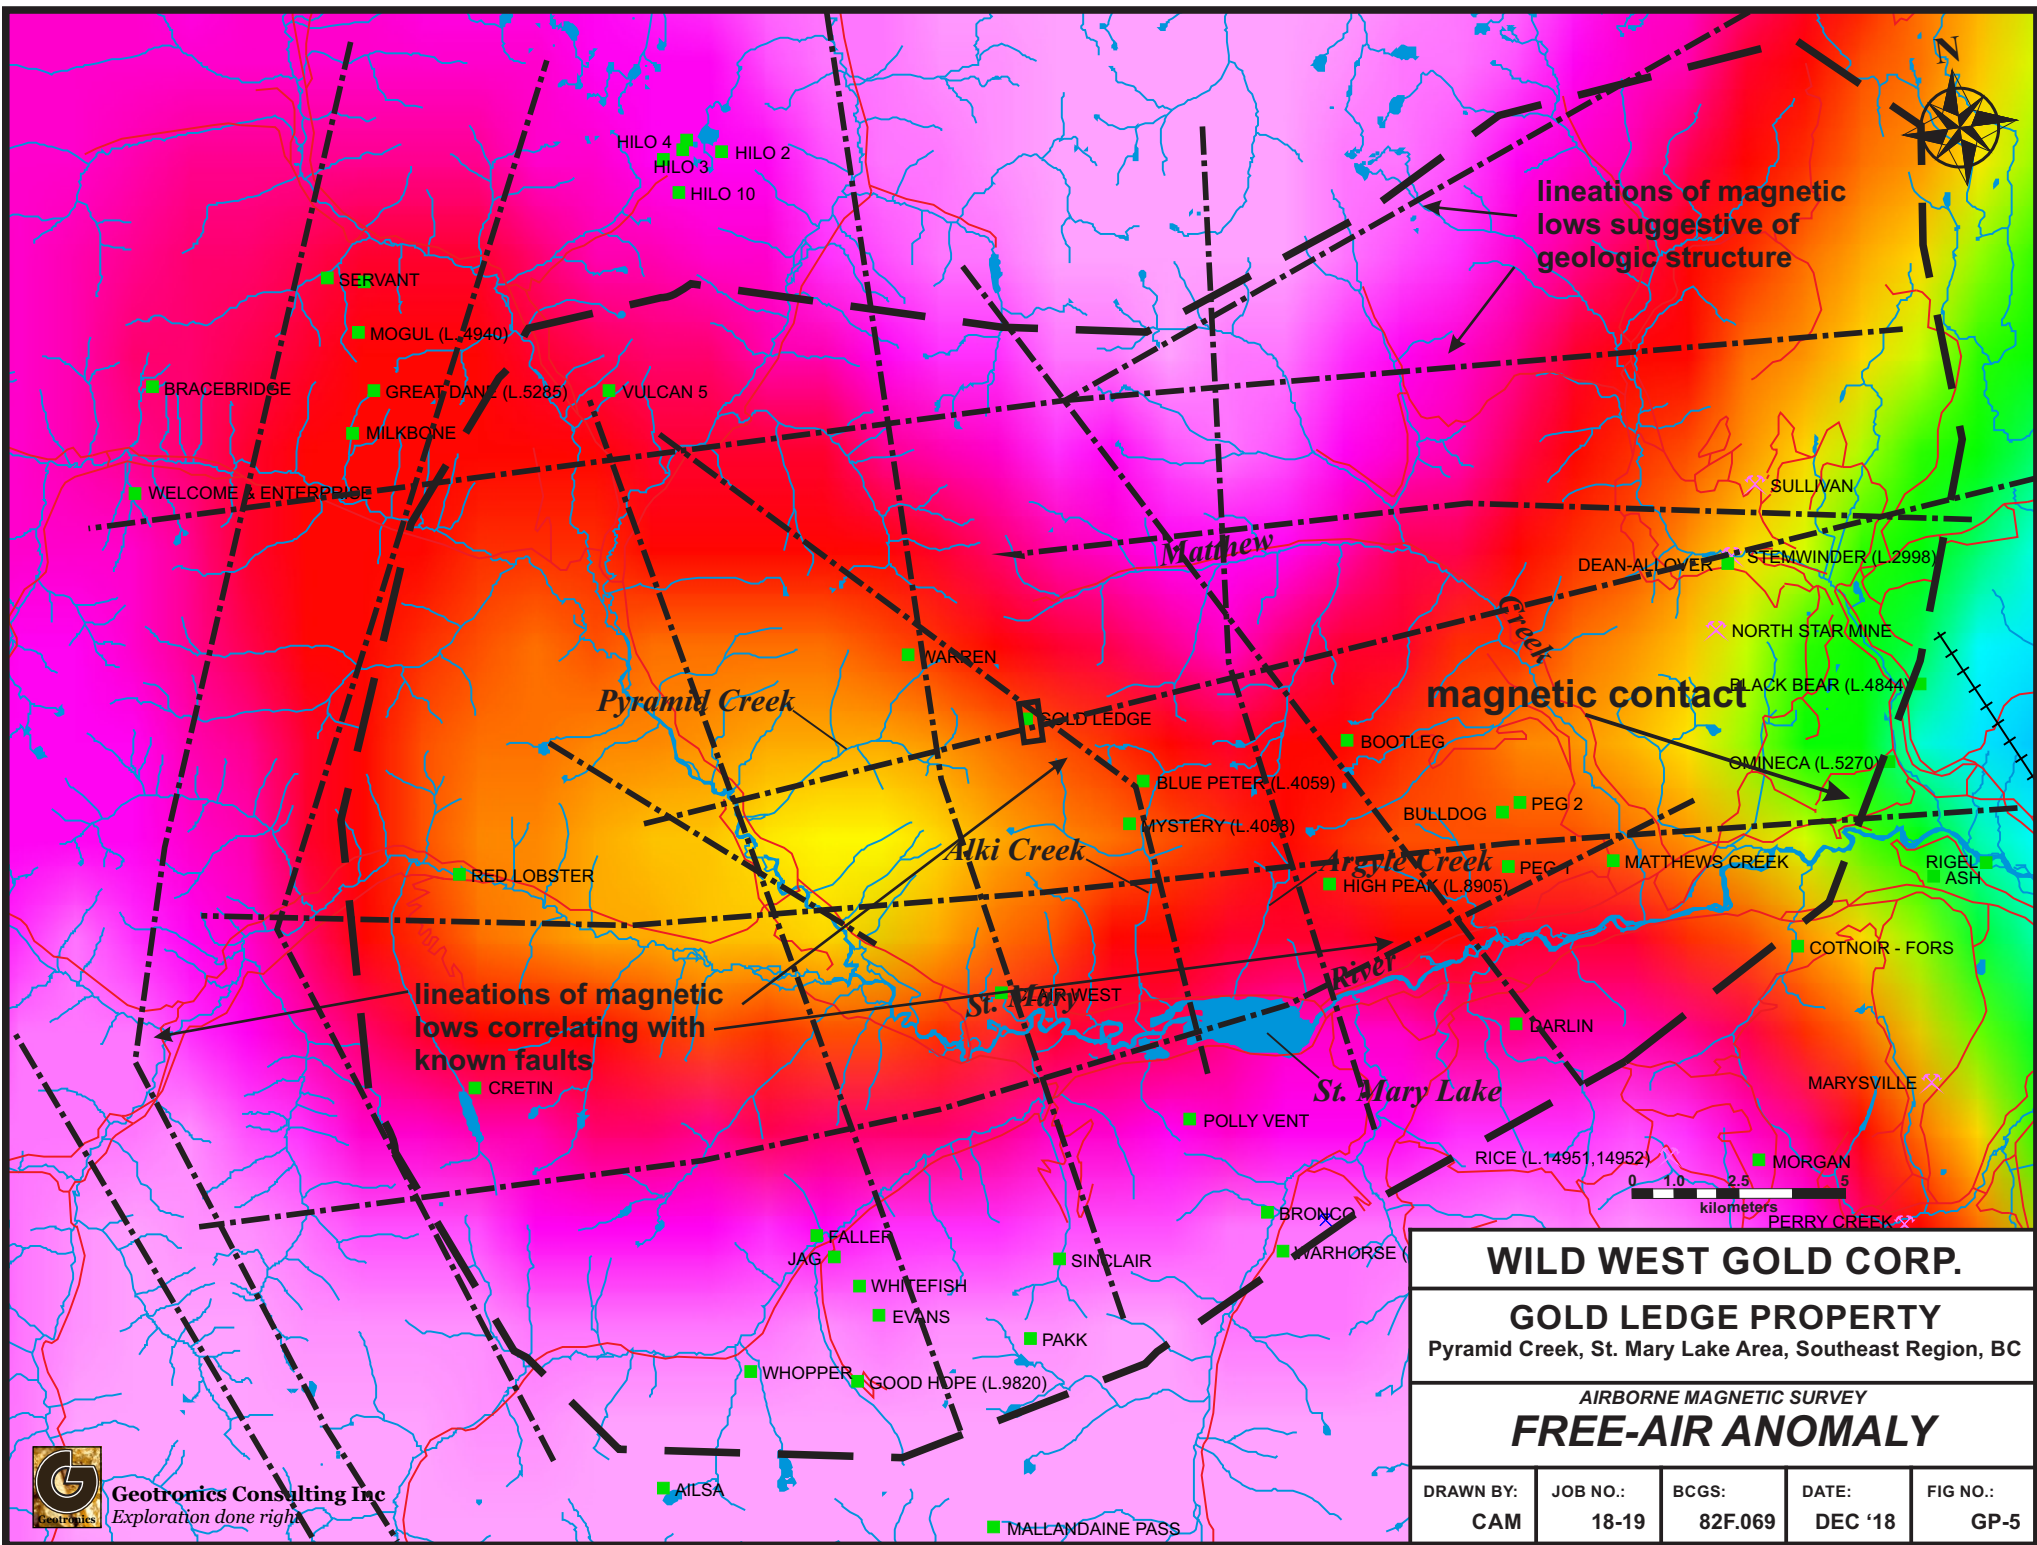 N
HILO 4
HILO 2
HILO 3
HILO 10
lineations of magnetic
lows suggestive of
geologic structure
SERVANT
MOGUL (L. 4940)
BRACEBRIDGE
GREAT DANE (L.5285)
VULCAN 5
MILKBONE
WELCOME & ENTERPRISE
SULLIVAN
Matthew
Creek
DEAN-ALLOVER
STEMWINDER (L.2998)
NORTH STAR MINE
WARREN
Pyramid Creek
BLACK BEAR (L.4844)
magnetic contact
GOLD LEDGE
BOOTLEG
OMINECA (L.5270)
BLUE PETER (L.4059)
PEG 2
BULLDOG
MYSTERY (L.4058)
Alki Creek
Argyle Creek
PEG 1
MATTHEWS CREEK
RIGEL
ASH
RED LOBSTER
HIGH PEAK (L.8905)
COTNOIR - FORS
lineations of magnetic
lows correlating with
known faults
St. Mary
River
BLAIR WEST
DARLIN
CRETIN
St. Mary Lake
MARYSVILLE
POLLY VENT
RICE (L.14951,14952)
MORGAN
0 1.0 2.5 5
kilometers
BRONCO
PERRY CREEK
FALLER
JAG
SINCLAIR
WARHORSE (
WHITEFISH
EVANS
PAKK
WHOPPER
GOOD HOPE (L.9820)
AILSA
MALLANDAINE PASS
WILD WEST GOLD CORP.
GOLD LEDGE PROPERTY
Pyramid Creek, St. Mary Lake Area, Southeast Region, BC
AIRBORNE MAGNETIC SURVEY
FREE-AIR ANOMALY
DRAWN BY: JOB NO.: BCGS: DATE: FIG NO.:
CAM 18-19 82F.069 DEC ‘18 GP-5
Geotronics
Geotronics Consulting Inc
Exploration done right